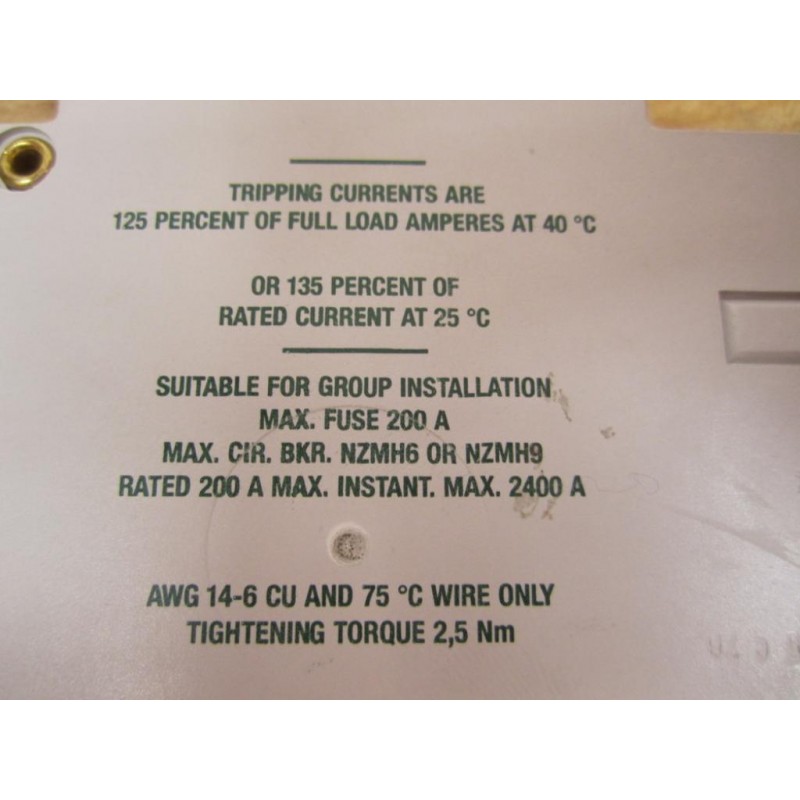 TRIPPING CURRENTS ARE
125 PERCENT OF FULL LOAD AMPERES AT 40 °C
OR 135 PERCENT OF
RATED CURRENT AT 25 °C
SUITABLE FOR GROUP INSTALLATION
MAX. FUSE 200 A
MAX. CIR. BKR. NZMH6 OR NZMH9
RATED 200 A MAX. INSTANT. MAX. 2400 A
AWG 14-6 CU AND 75 °C WIRE ONLY
TIGHTENING TORQUE 2,5 Nm